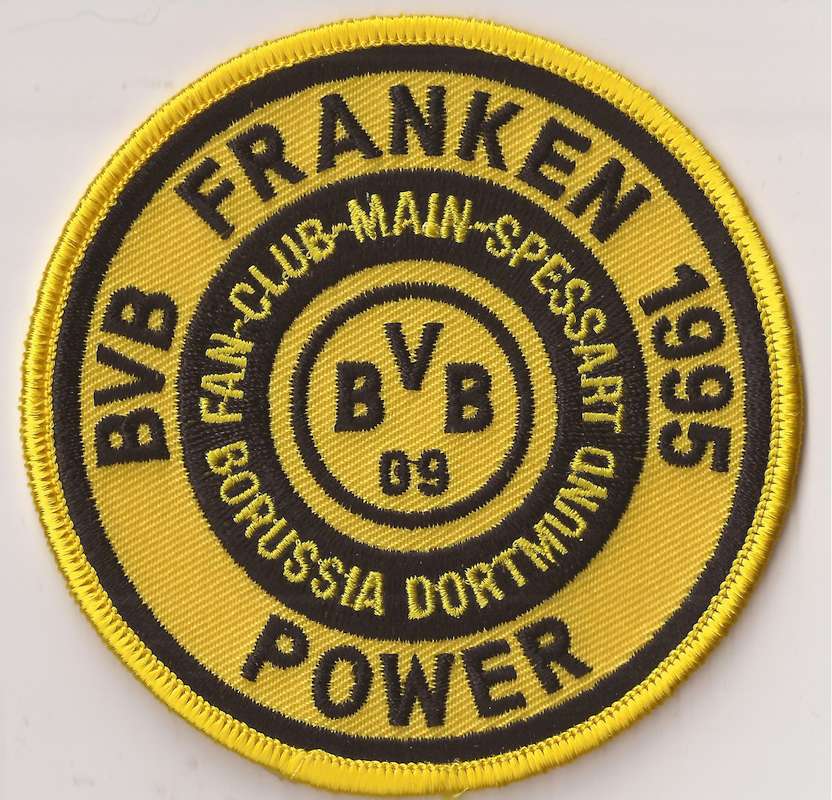 BVB FRANKEN 1995
POWER
FAN-CLUB-MAIN-SPESSART
BORUSSIA DORTMUND
BVB
09